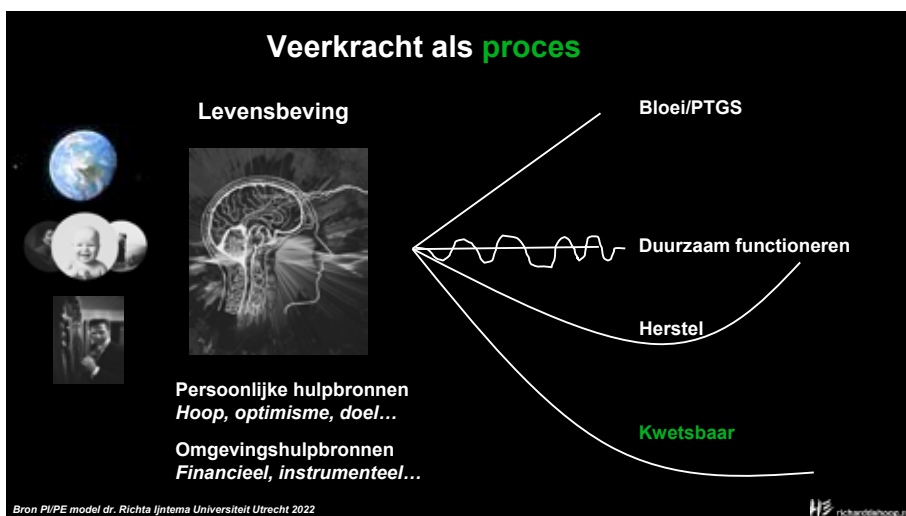 Veerkracht als proces
Levensbeving
Bloei/PTGS
Duurzaam functioneren
Herstel
Kwetsbaar
Persoonlijke hulpbronnen
Hoop, optimisme, doel…
Omgevingshulpbronnen
Financieel, instrumenteel…
Bron PI/PE model dr. Richta Ijntema Universiteit Utrecht 2022